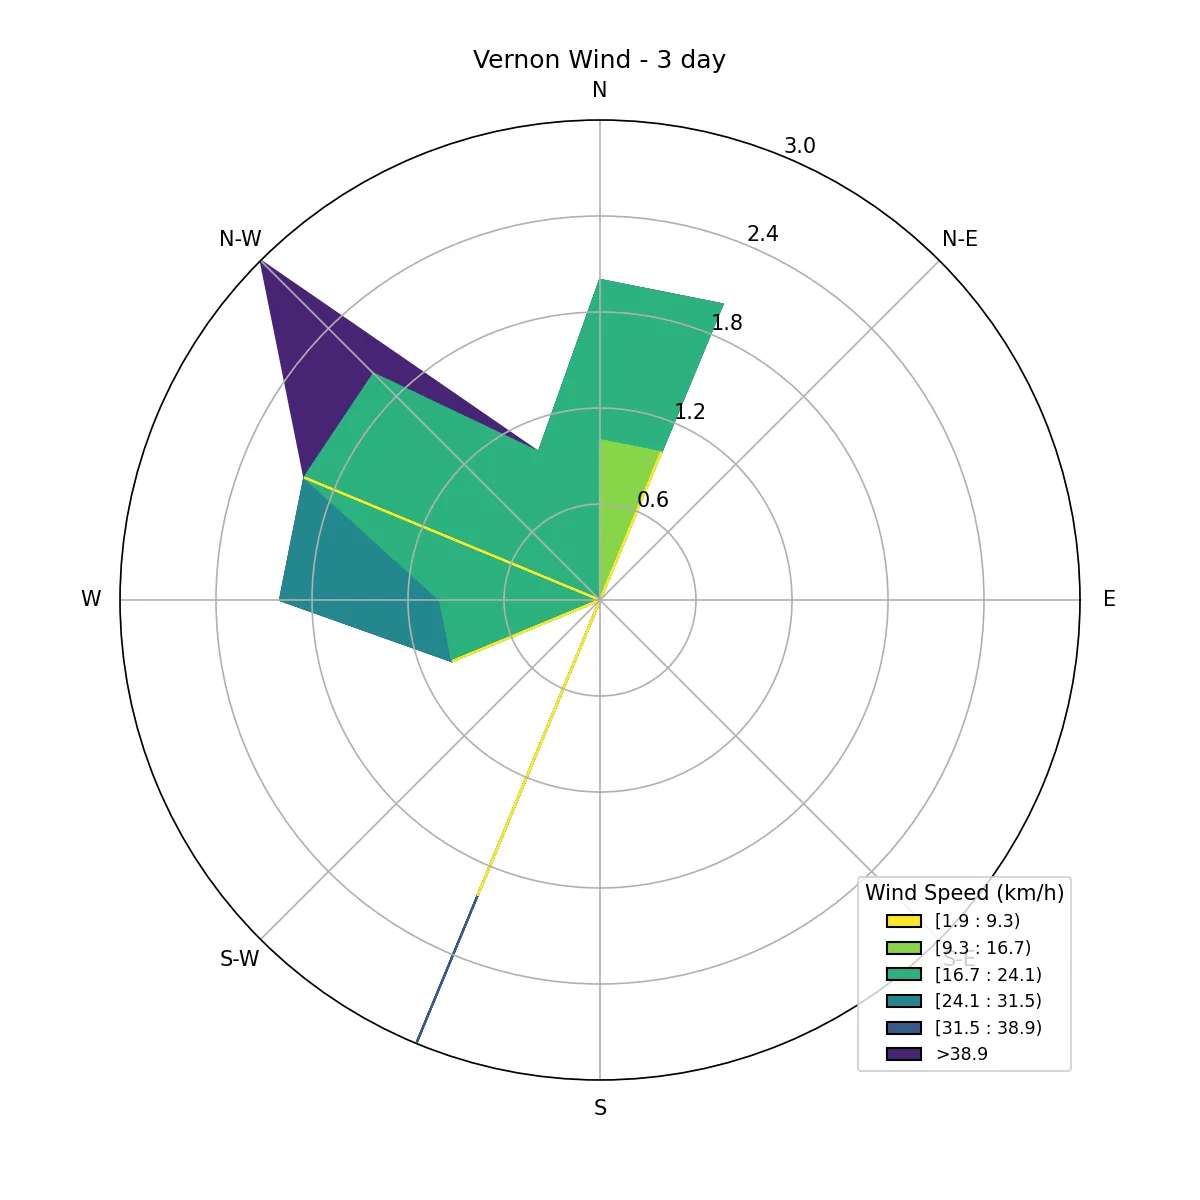 Vernon Wind - 3 day
N
3.0
2.4
N-W
N-E
1.8
1.2
0.6
W
E
S-W
S-E
S
Wind Speed (km/h)
[1.9 : 9.3)
[9.3 : 16.7)
[16.7 : 24.1)
[24.1 : 31.5)
[31.5 : 38.9)
>38.9